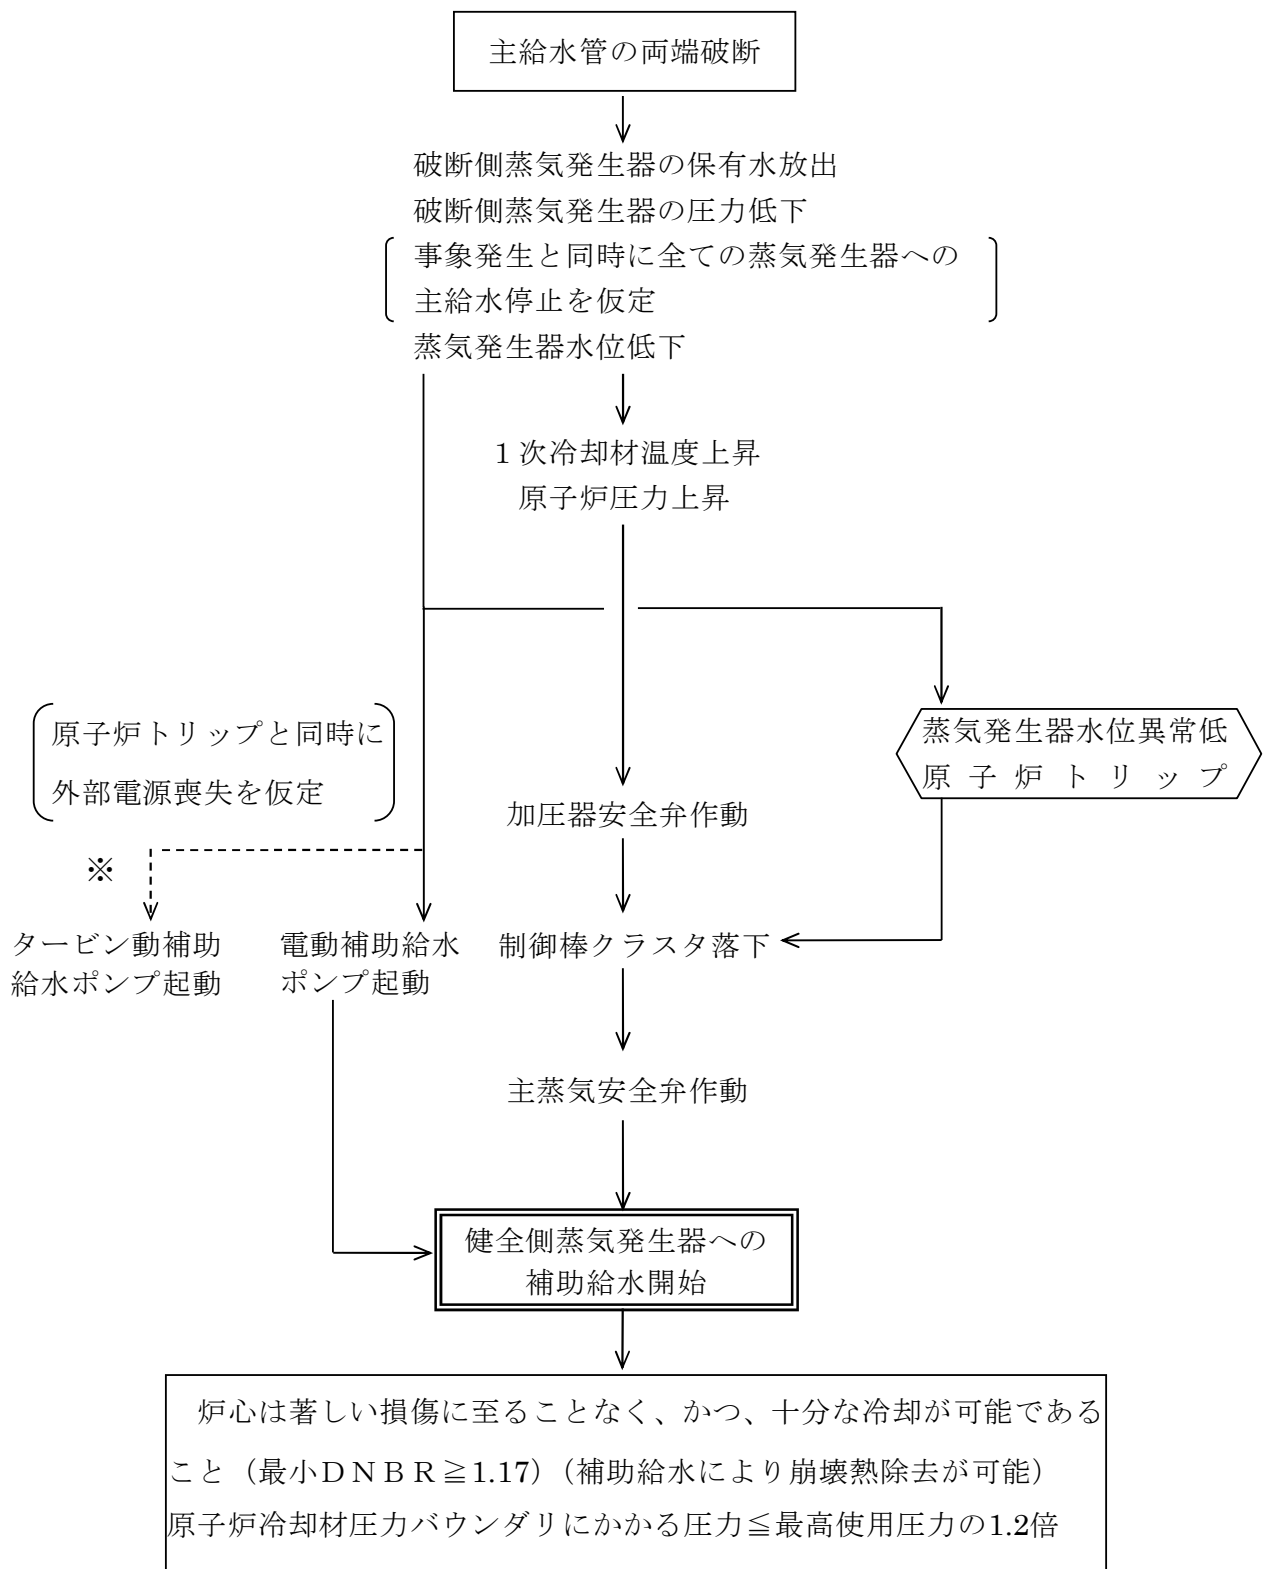 主給水管の両端破断
破断側蒸気発生器の保有水放出
破断側蒸気発生器の圧力低下
事象発生と同時に全ての蒸気発生器への
主給水停止を仮定
蒸気発生器水位低下
１次冷却材温度上昇
原子炉圧力上昇
原子炉トリップと同時に
外部電源喪失を仮定
蒸気発生器水位異常低
原子炉トリップ
加圧器安全弁作動
※
タービン動補助
給水ポンプ起動
電動補助給水
ポンプ起動
制御棒クラスタ落下
主蒸気安全弁作動
健全側蒸気発生器への
補助給水開始
炉心は著しい損傷に至ることなく、かつ、十分な冷却が可能である
こと（最小ＤＮＢＲ≧1.17）（補助給水により崩壊熱除去が可能）
原子炉冷却材圧力バウンダリにかかる圧力≦最高使用圧力の1.2倍